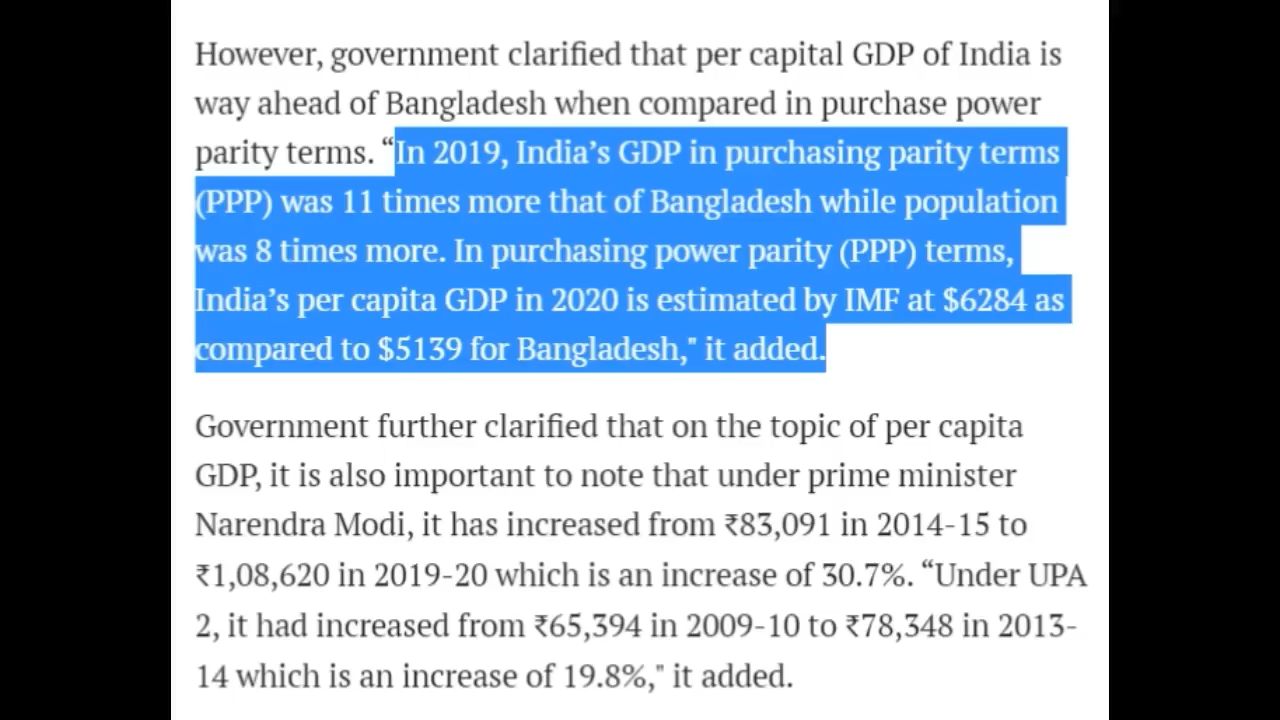 However, government clarified that per capital GDP of India is
way ahead of Bangladesh when compared in purchase power
parity terms. “In 2019, India’s GDP in purchasing parity terms
(PPP) was 11 times more that of Bangladesh while population
was 8 times more. In purchasing power parity (PPP) terms,
India’s per capita GDP in 2020 is estimated by IMF at $6284 as
compared to $5139 for Bangladesh," it added.
Government further clarified that on the topic of per capita
GDP, it is also important to note that under prime minister
Narendra Modi, it has increased from ₹83,091 in 2014-15 to
₹1,08,620 in 2019-20 which is an increase of 30.7%. “Under UPA
2, it had increased from ₹65,394 in 2009-10 to ₹78,348 in 2013-
14 which is an increase of 19.8%," it added.